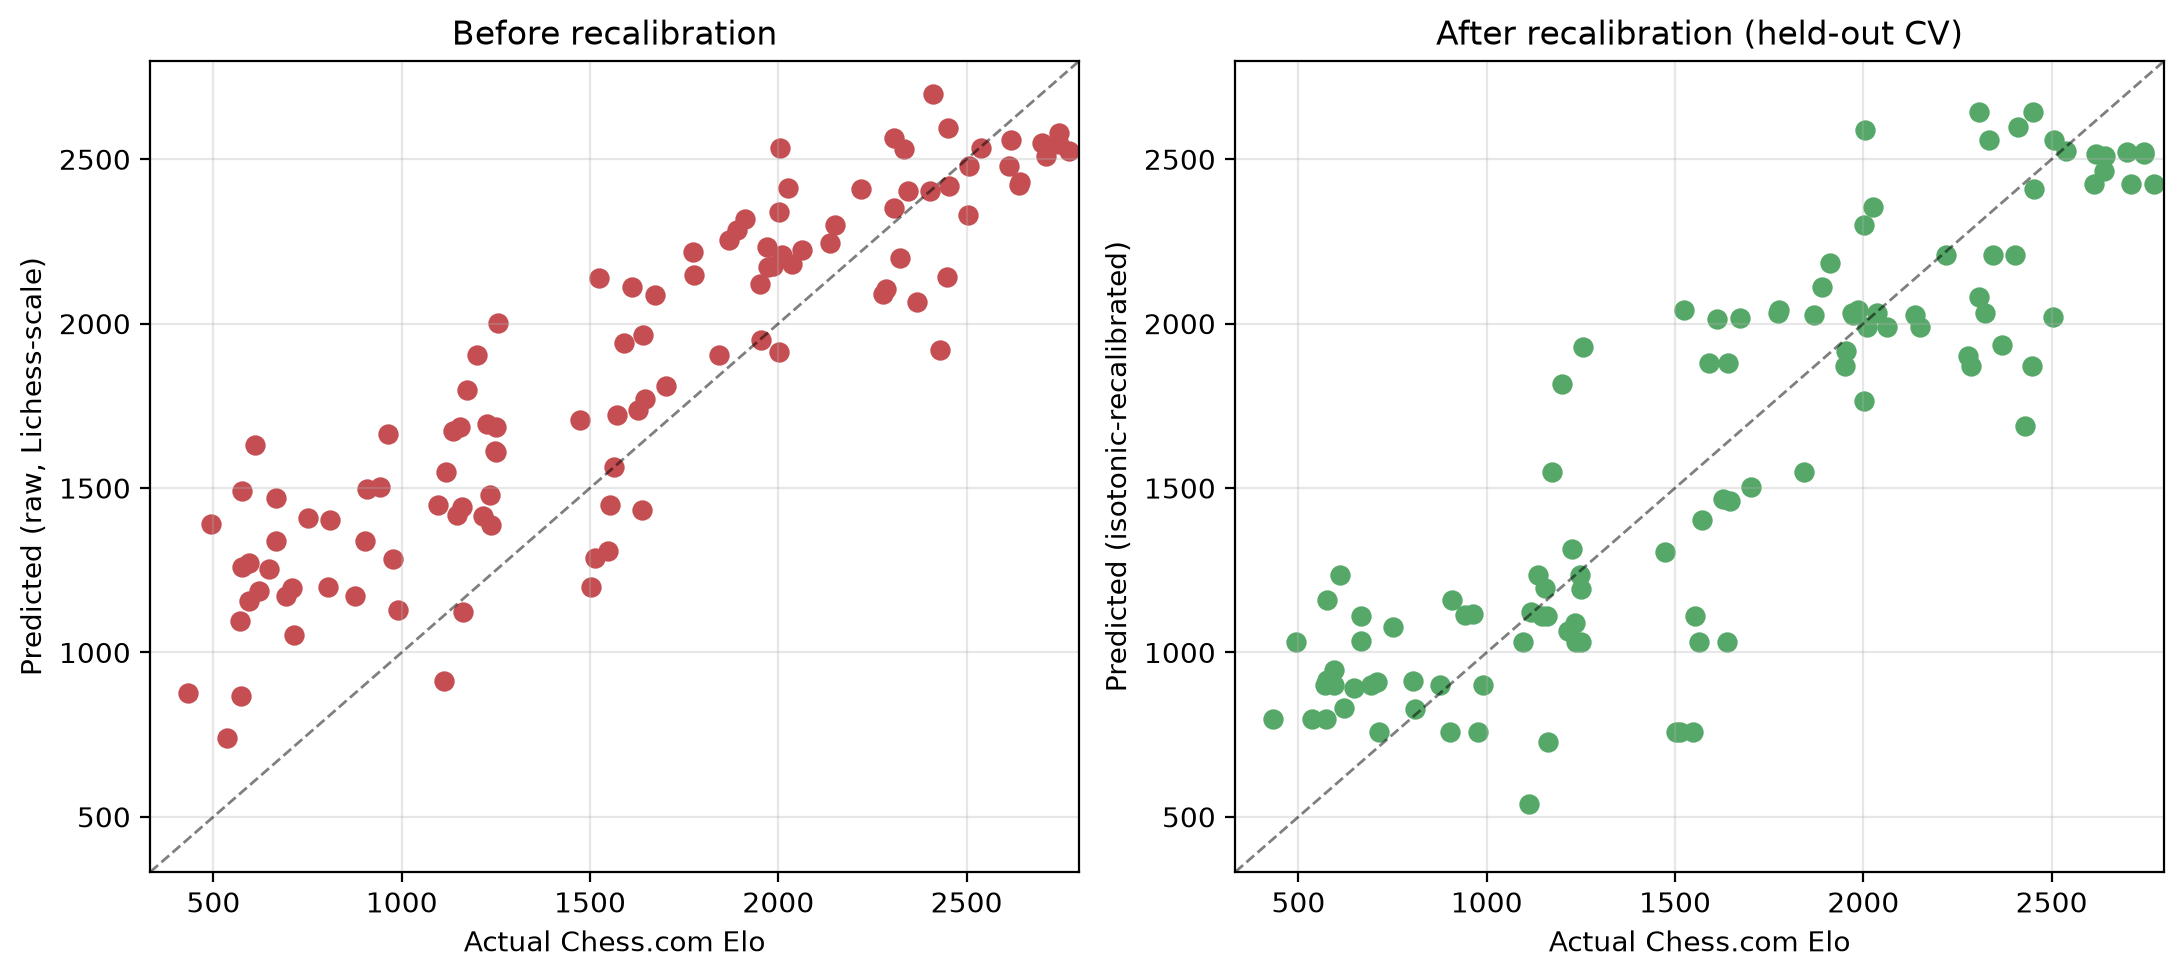 Before recalibration
Predicted (raw, Lichess-scale)
2500
2000
1500
1000
500
500 1000 1500 2000 2500
Actual Chess.com Elo
After recalibration (held-out CV)
Predicted (isotonic-recalibrated)
2500
2000
1500
1000
500
500 1000 1500 2000 2500
Actual Chess.com Elo